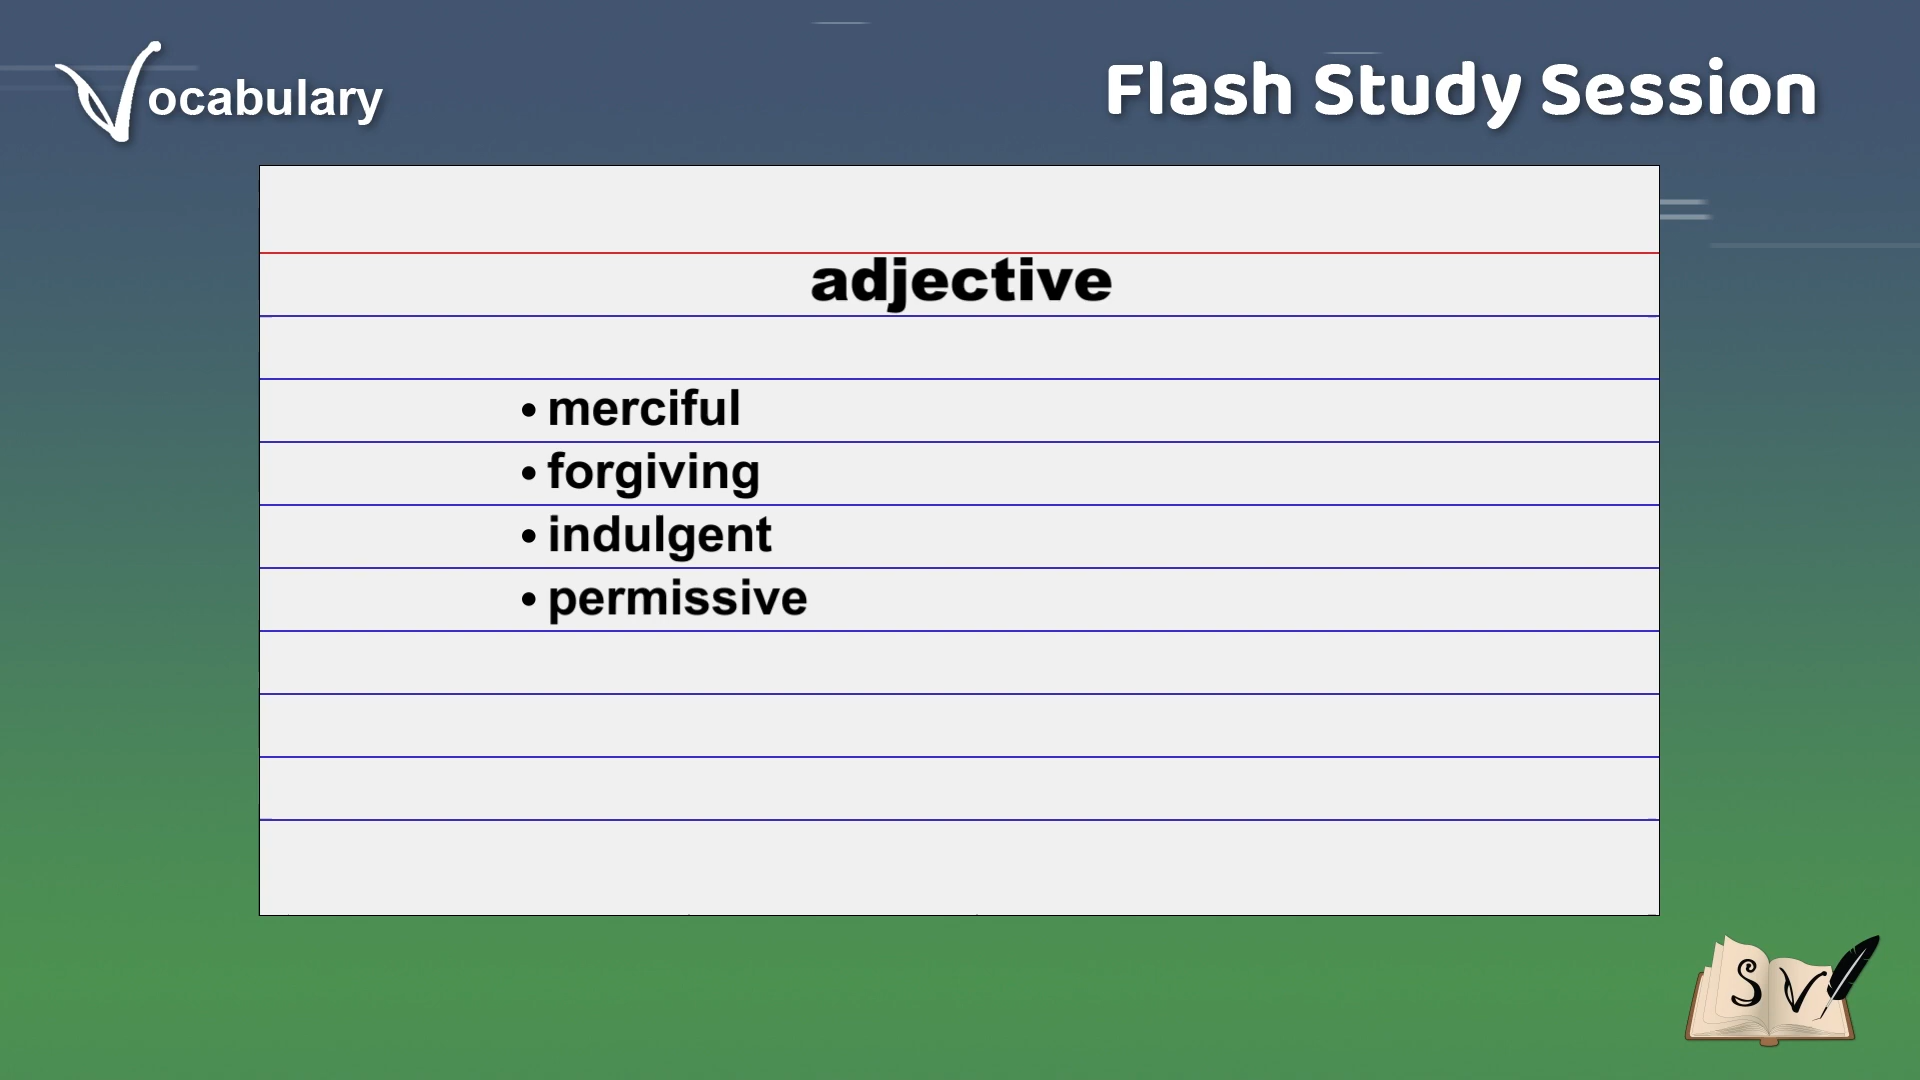 Vocabulary
Flash Study Session
adjective
• merciful
• forgiving
• indulgent
• permissive
S V